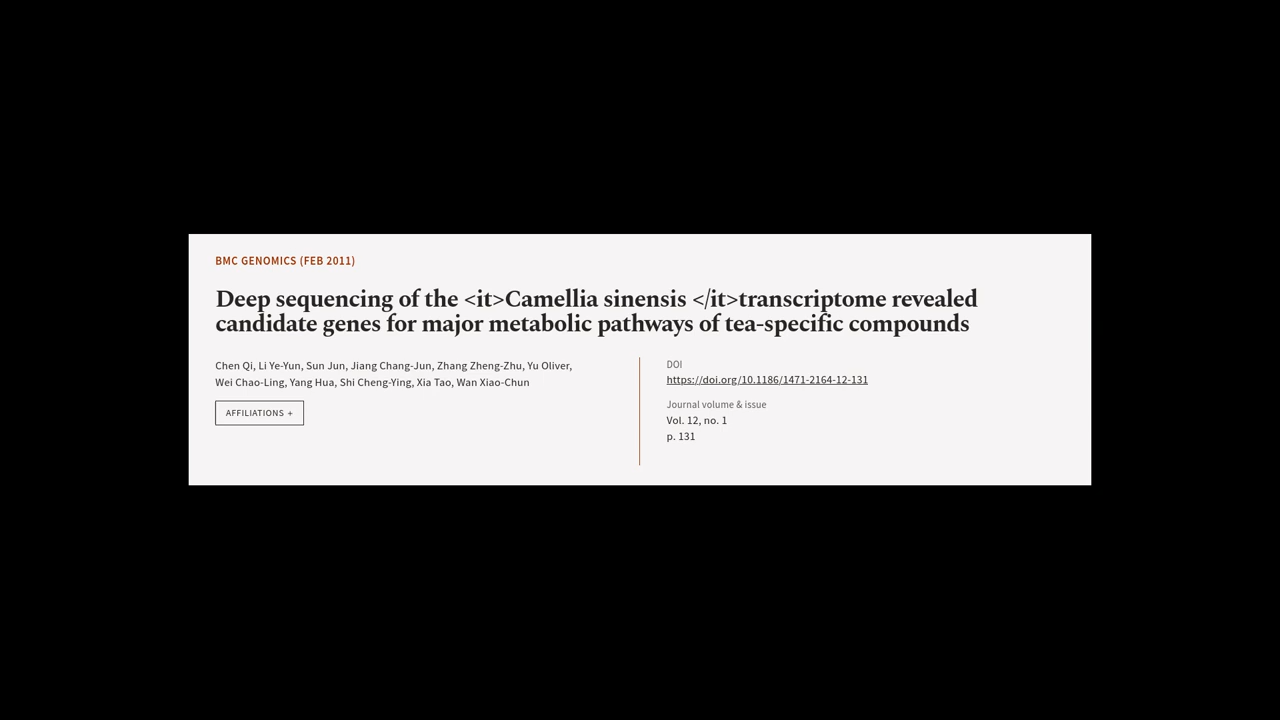 BMC GENOMICS (FEB 2011)
Deep sequencing of the <it>Camellia sinensis </it>transcriptome revealed
candidate genes for major metabolic pathways of tea-specific compounds
Chen Qi, Li Ye-Yun, Sun Jun, Jiang Chang-Jun, Zhang Zheng-Zhu, Yu Oliver,
Wei Chao-Ling, Yang Hua, Shi Cheng-Ying, Xia Tao, Wan Xiao-Chun
AFFILIATIONS +
DOI
https://doi.org/10.1186/1471-2164-12-131
Journal volume & issue
Vol. 12, no. 1
p. 131